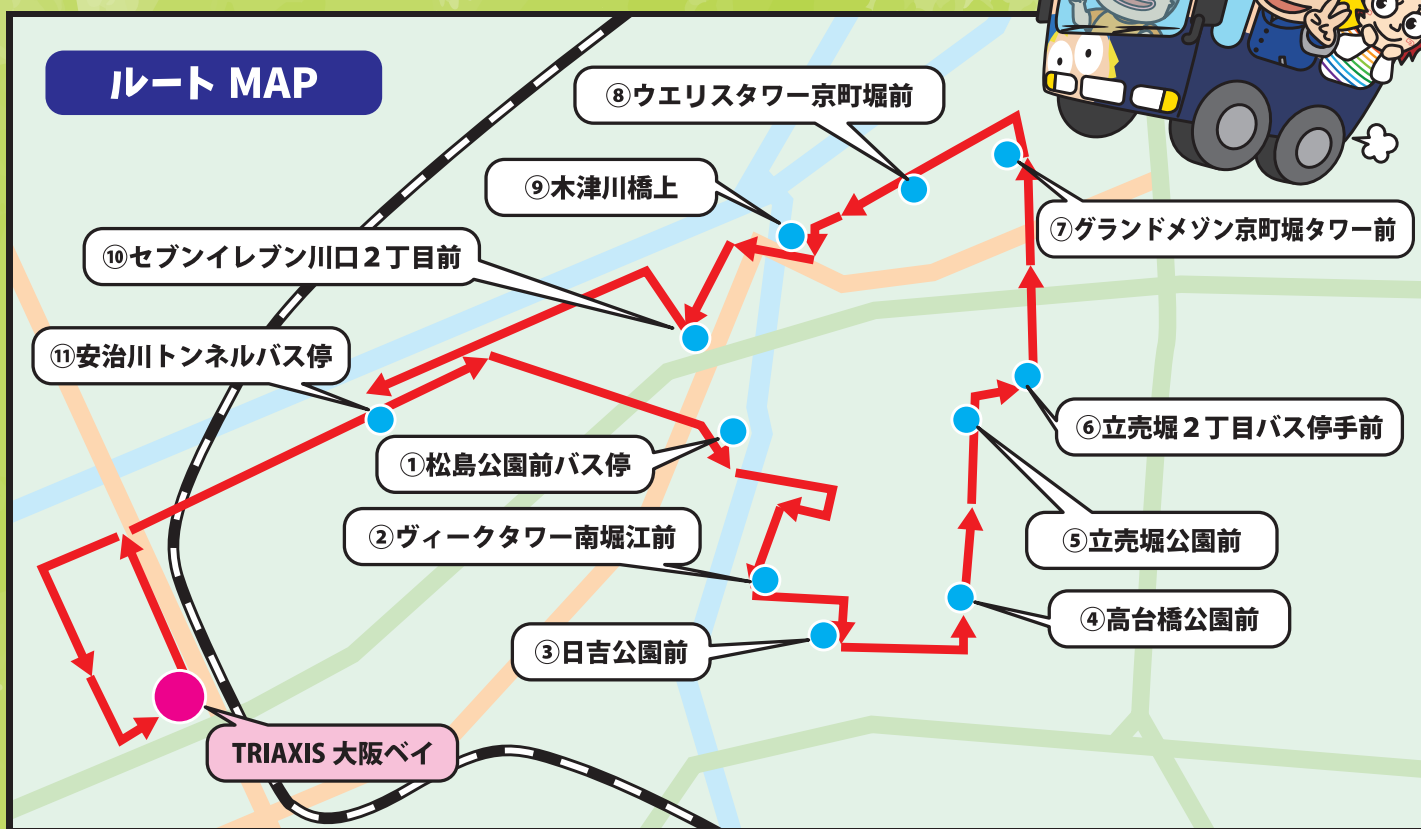 ルート MAP
⑧ウエリスタワー京町堀前
⑨木津川橋上
⑦グランドメゾン京町堀タワー前
⑩セブンイレブン川口２丁目前
⑪安治川トンネルバス停
⑥立売堀２丁目バス停手前
①松島公園前バス停
②ヴィークタワー南堀江前
⑤立売堀公園前
④高台橋公園前
③日吉公園前
TRIAXIS 大阪ベイ